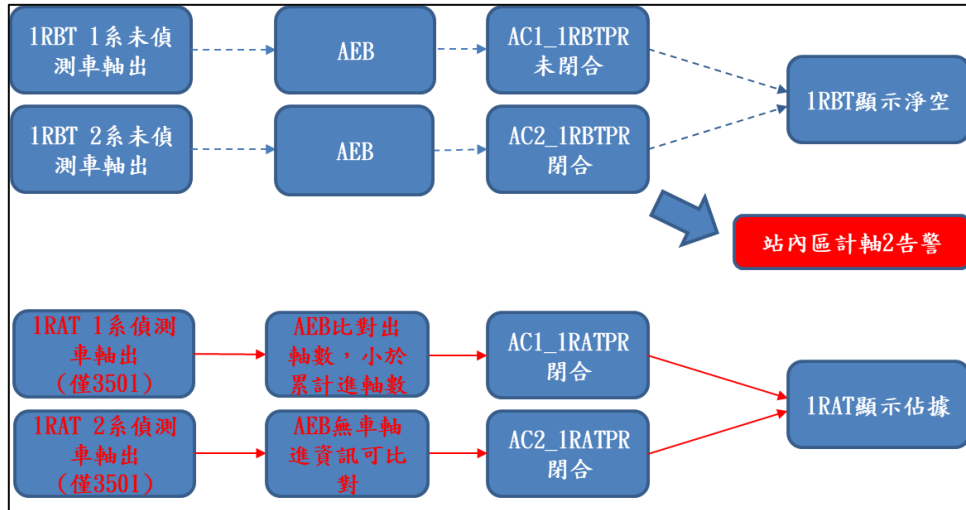 1RBT 1系未偵
測車軸出
AEB
AC1_1RBTPR
未閉合
1RBT 2系未偵
測車軸出
AEB
AC2_1RBTPR
閉合
1RBT顯示淨空
站內區計軸2告警
1RAT 1系偵測
車軸出
(僅3501)
AEB比對出
軸數，小於
累計進軸數
AC1_1RATPR
閉合
1RAT 2系偵測
車軸出
(僅3501)
AEB無車軸
進資訊可比
對
AC2_1RATPR
閉合
1RAT顯示佔據